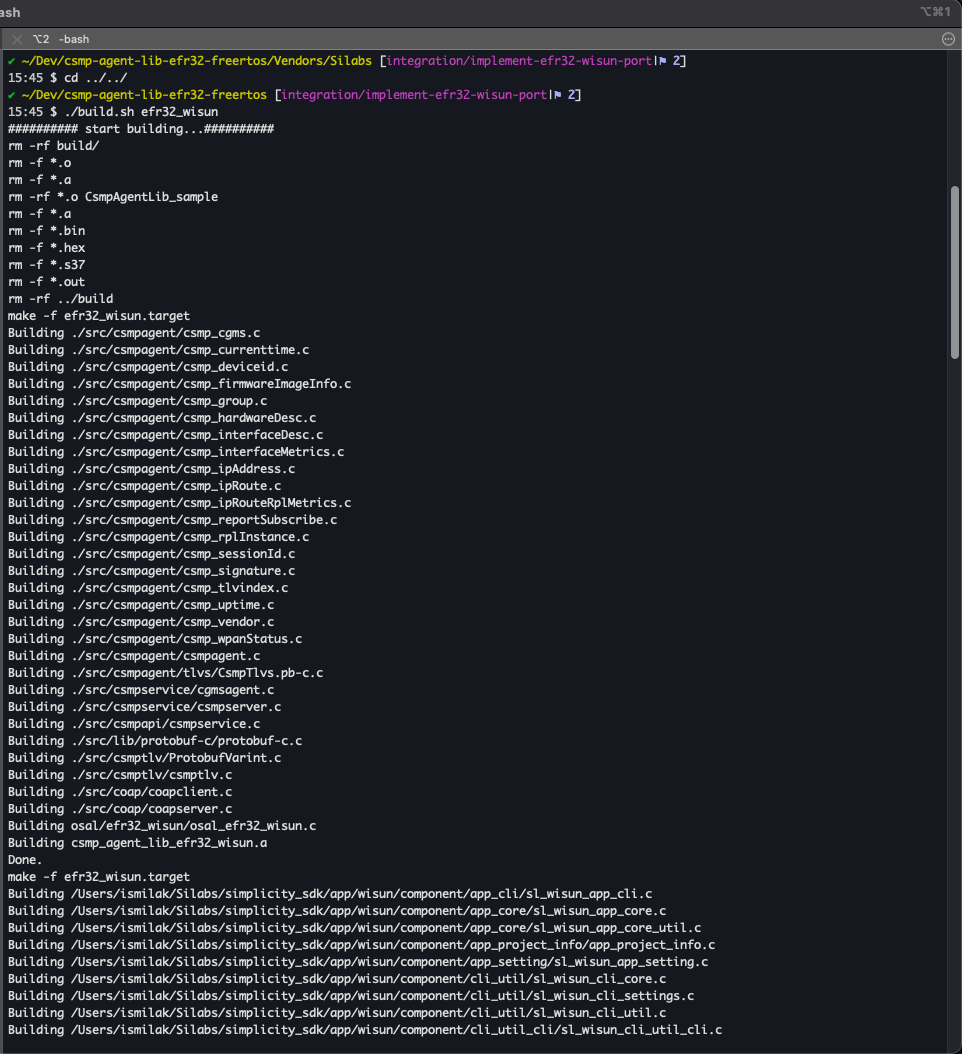 ash
⌥⌘1
⌥2 -bash
✔ ~/Dev/csmp-agent-lib-efr32-freertos/Vendors/Silabs [integration/implement-efr32-wisun-port|⚑ 2]
15:45 $ cd ../../
✔ ~/Dev/csmp-agent-lib-efr32-freertos [integration/implement-efr32-wisun-port|⚑ 2]
15:45 $ ./build.sh efr32_wisun
########## start building...##########
rm -rf build/
rm -f *.o
rm -f *.a
rm -rf *.o CsmpAgentLib_sample
rm -f *.a
rm -f *.bin
rm -f *.hex
rm -f *.s37
rm -f *.out
rm -rf ../build
make -f efr32_wisun.target
Building ./src/csmpagent/csmp_cgms.c
Building ./src/csmpagent/csmp_currenttime.c
Building ./src/csmpagent/csmp_deviceid.c
Building ./src/csmpagent/csmp_firmwareImageInfo.c
Building ./src/csmpagent/csmp_group.c
Building ./src/csmpagent/csmp_hardwareDesc.c
Building ./src/csmpagent/csmp_interfaceDesc.c
Building ./src/csmpagent/csmp_interfaceMetrics.c
Building ./src/csmpagent/csmp_ipAddress.c
Building ./src/csmpagent/csmp_ipRoute.c
Building ./src/csmpagent/csmp_ipRouteRplMetrics.c
Building ./src/csmpagent/csmp_reportSubscribe.c
Building ./src/csmpagent/csmp_rplInstance.c
Building ./src/csmpagent/csmp_sessionId.c
Building ./src/csmpagent/csmp_signature.c
Building ./src/csmpagent/csmp_tlvindex.c
Building ./src/csmpagent/csmp_uptime.c
Building ./src/csmpagent/csmp_vendor.c
Building ./src/csmpagent/csmp_wpanStatus.c
Building ./src/csmpagent/csmpagent.c
Building ./src/csmpagent/tlvs/CsmpTlvs.pb-c.c
Building ./src/csmpservice/cgmsagent.c
Building ./src/csmpservice/csmpserver.c
Building ./src/csmpapi/csmpservice.c
Building ./src/lib/protobuf-c/protobuf-c.c
Building ./src/csmptlv/ProtobufVarint.c
Building ./src/csmptlv/csmptlv.c
Building ./src/coap/coapclient.c
Building ./src/coap/coapserver.c
Building osal/efr32_wisun/osal_efr32_wisun.c
Building csmp_agent_lib_efr32_wisun.a
Done.
make -f efr32_wisun.target
Building /Users/ismilak/Silabs/simplicity_sdk/app/wisun/component/app_cli/sl_wisun_app_cli.c
Building /Users/ismilak/Silabs/simplicity_sdk/app/wisun/component/app_core/sl_wisun_app_core.c
Building /Users/ismilak/Silabs/simplicity_sdk/app/wisun/component/app_core/sl_wisun_app_core_util.c
Building /Users/ismilak/Silabs/simplicity_sdk/app/wisun/component/app_project_info/app_project_info.c
Building /Users/ismilak/Silabs/simplicity_sdk/app/wisun/component/app_setting/sl_wisun_app_setting.c
Building /Users/ismilak/Silabs/simplicity_sdk/app/wisun/component/cli_util/sl_wisun_cli_core.c
Building /Users/ismilak/Silabs/simplicity_sdk/app/wisun/component/cli_util/sl_wisun_cli_settings.c
Building /Users/ismilak/Silabs/simplicity_sdk/app/wisun/component/cli_util/sl_wisun_cli_util.c
Building /Users/ismilak/Silabs/simplicity_sdk/app/wisun/component/cli_util_cli/sl_wisun_cli_util_cli.c